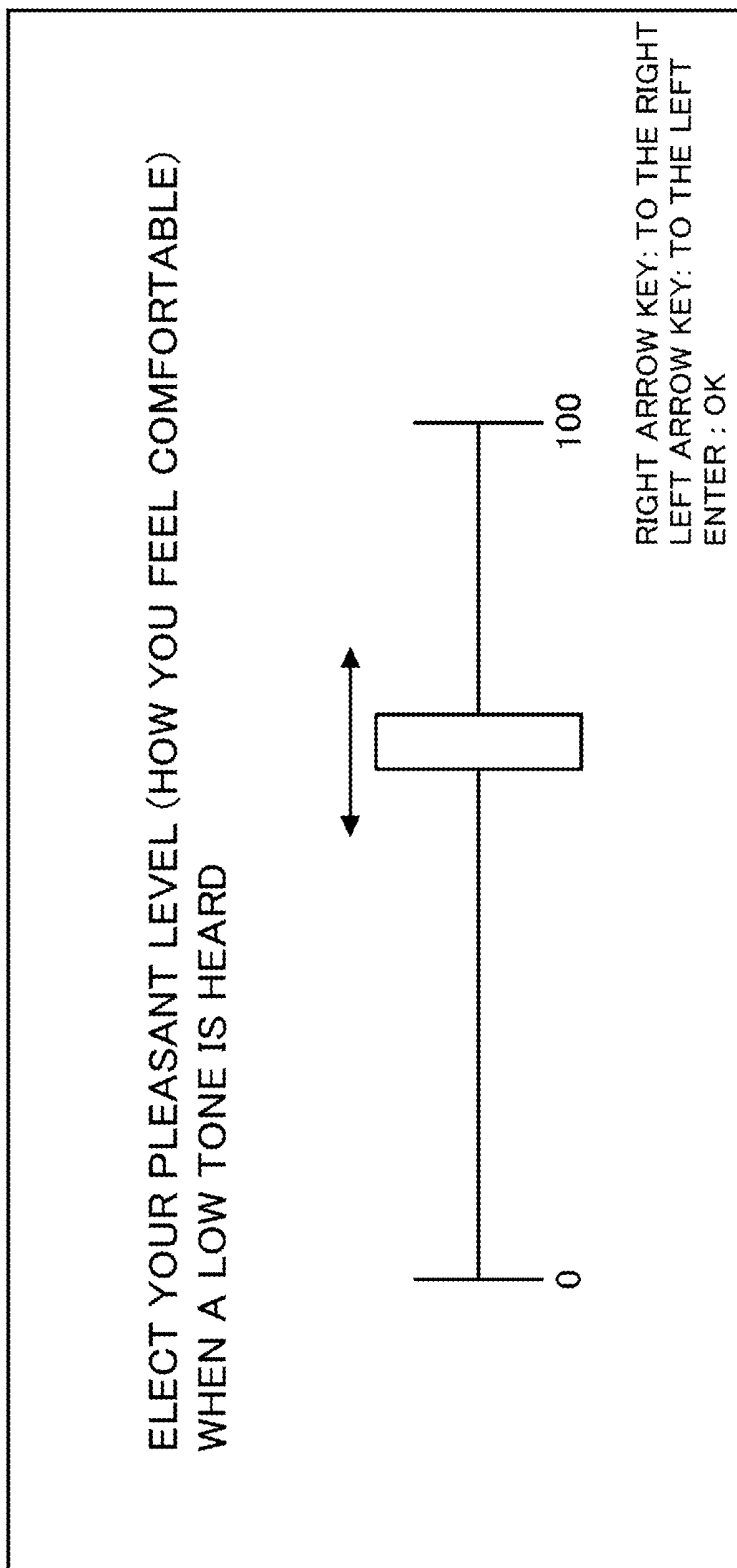 ELECT YOUR PLEASANT LEVEL (HOW YOU FEEL COMFORTABLE)
WHEN A LOW TONE IS HEARD
0
100
RIGHT ARROW KEY: TO THE RIGHT
LEFT ARROW KEY: TO THE LEFT
ENTER : OK